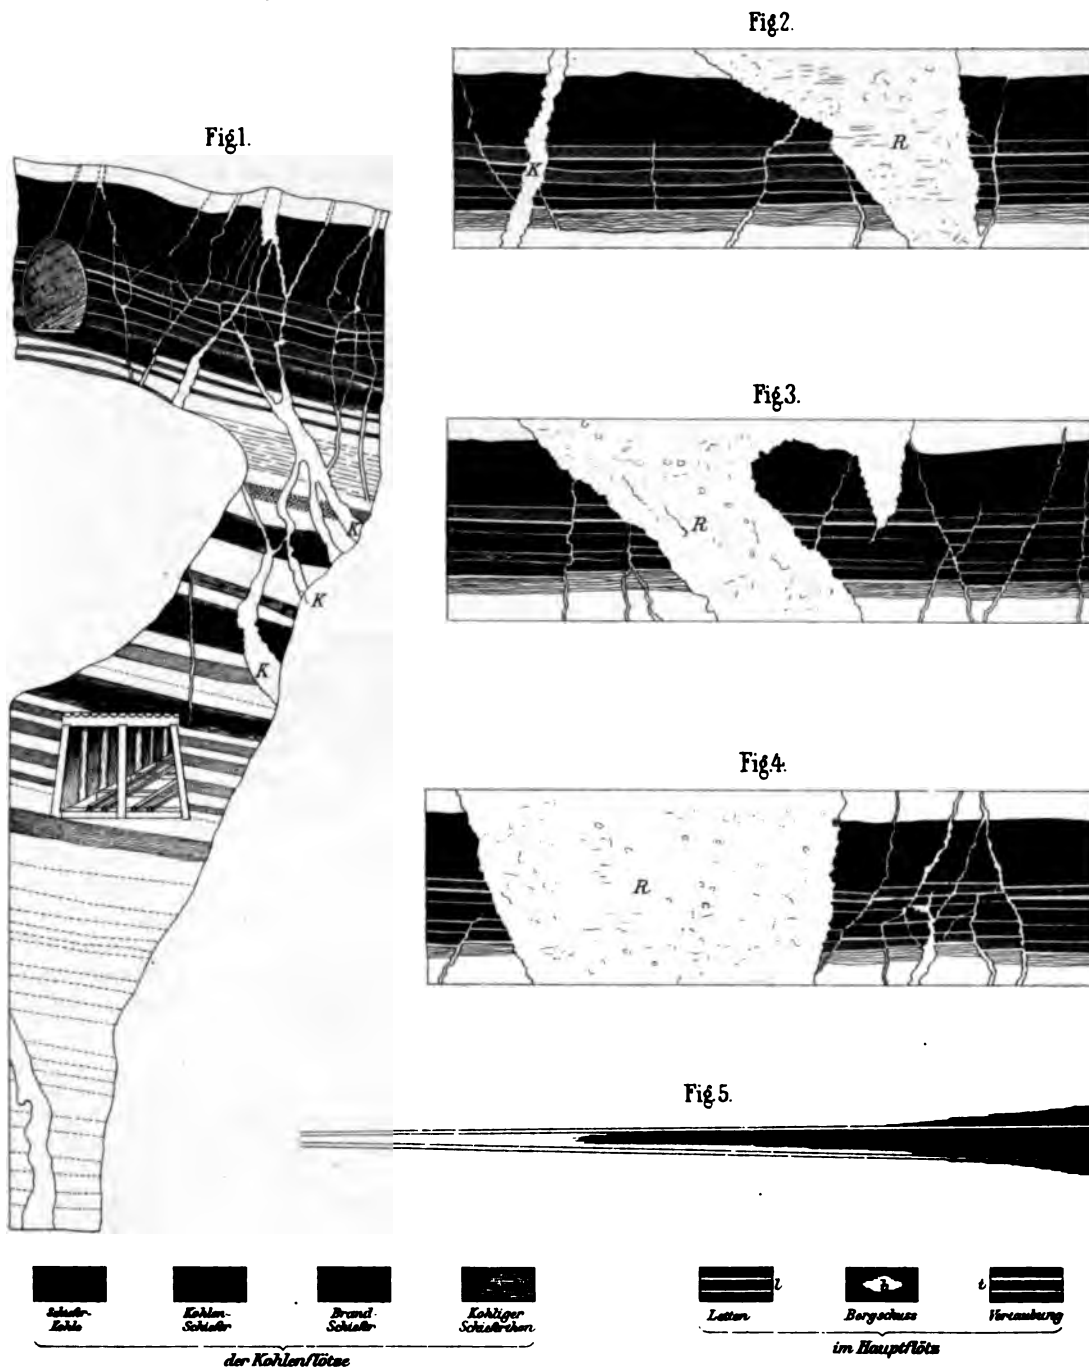 Fig.1.
Fig.2.
K
R
Fig.3.
R
Fig.4.
R
Fig.5.
K
K
K
Schiefer-
Kohle
Kohlen-
Schiefer
Brand-
Schiefer
Kohliger
Schieferthon
der Kohlenflötze
l
Letten
b
Bergschuss
t
Vertaubung
im Hauptflötz